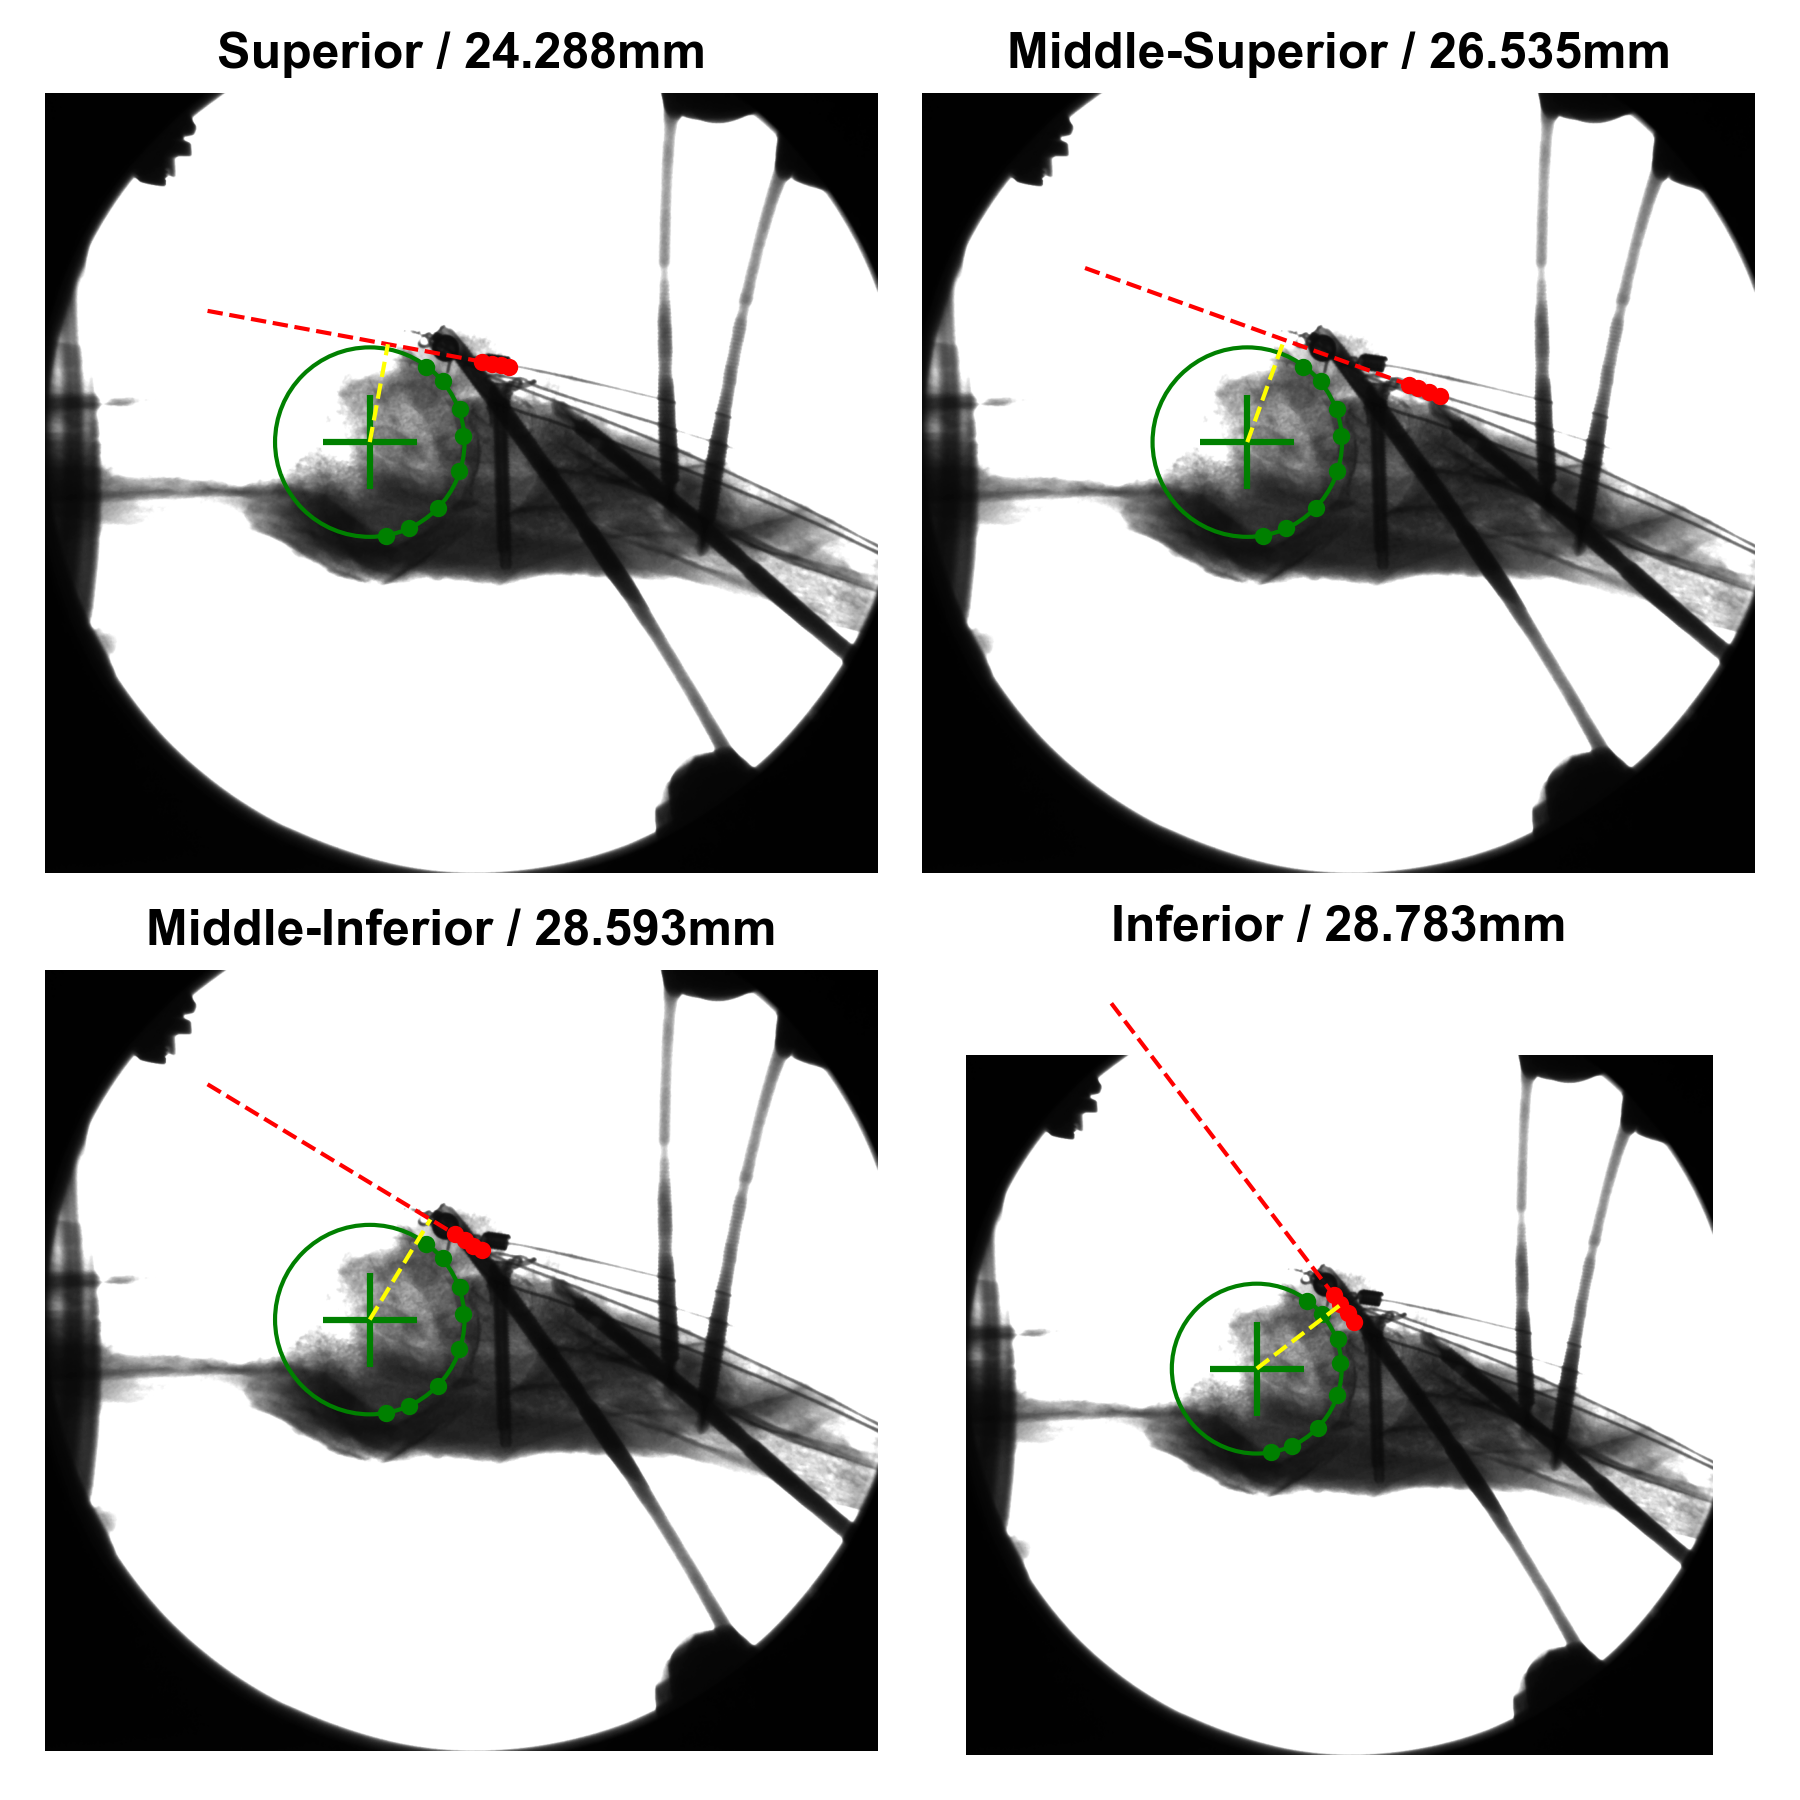 Superior / 24.288mm
Middle-Superior / 26.535mm
Middle-Inferior / 28.593mm
Inferior / 28.783mm